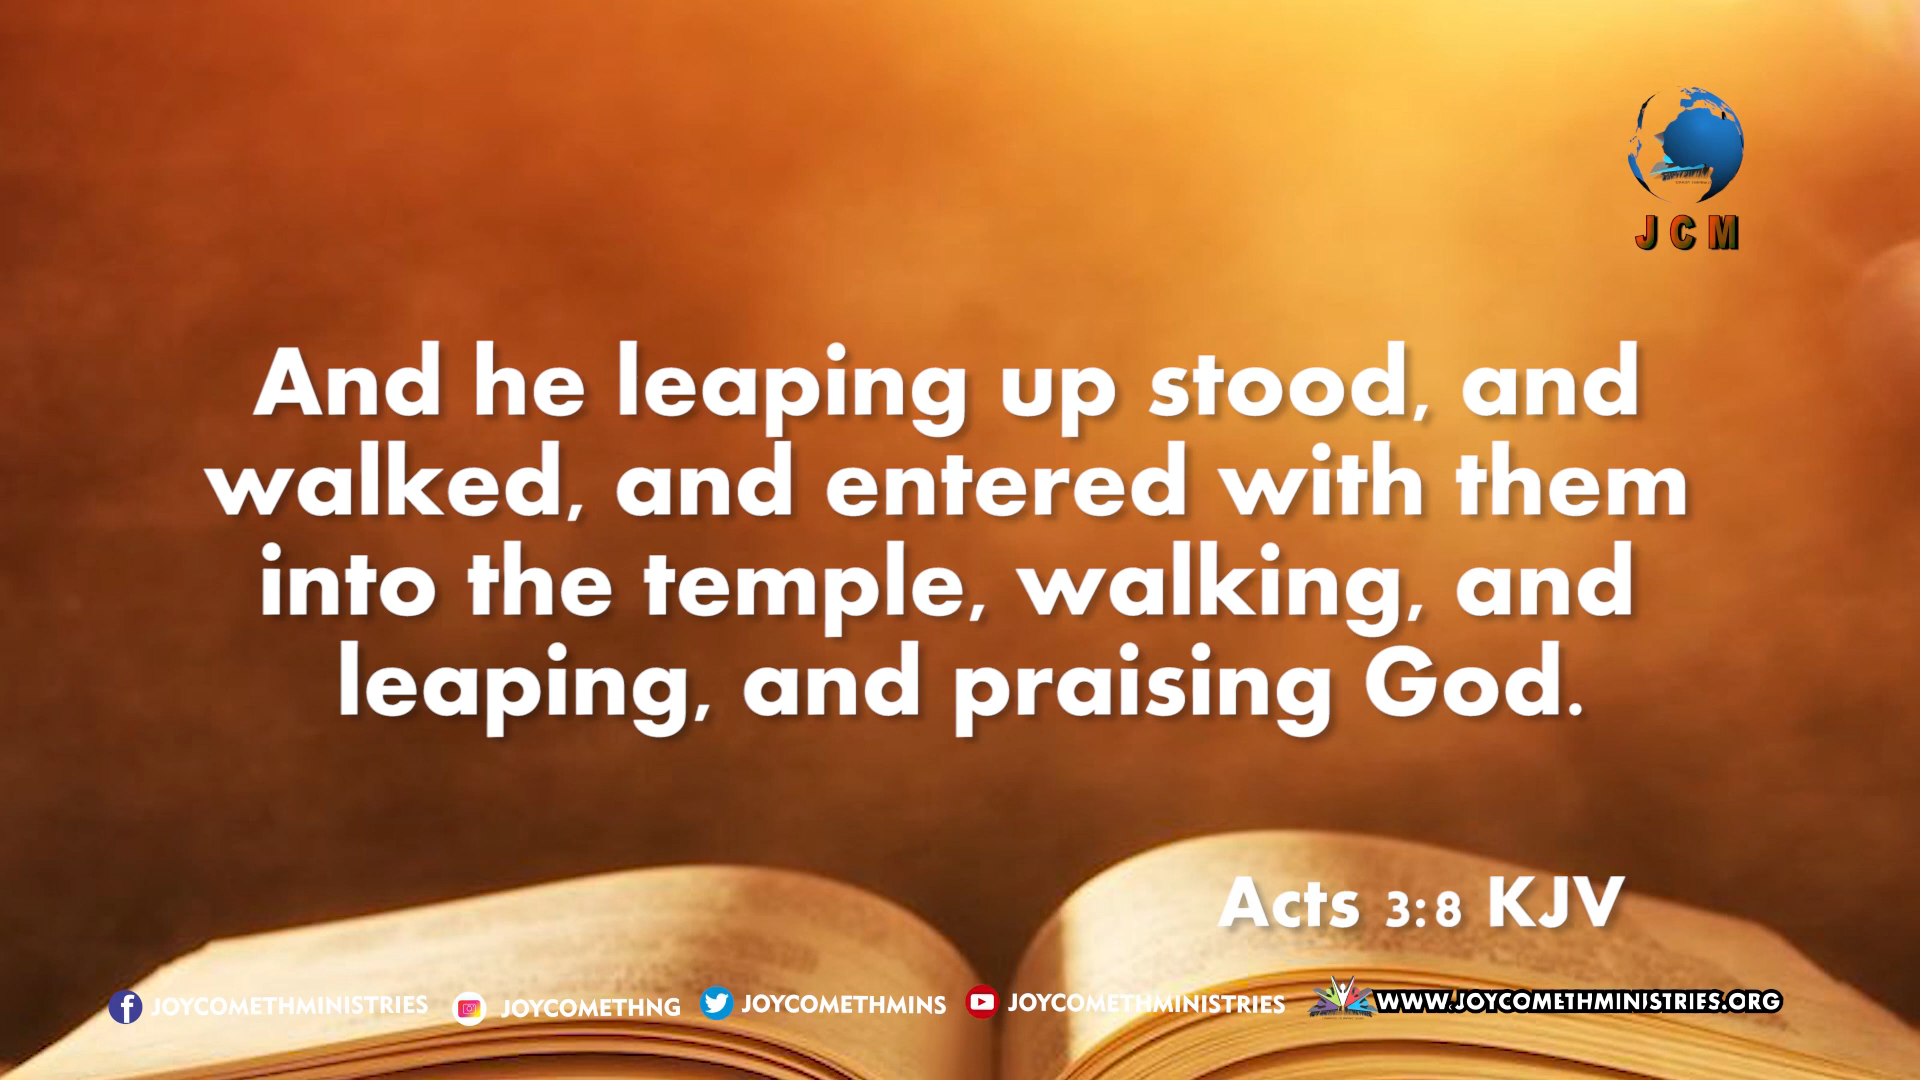 JCM
And he leaping up stood, and
walked, and entered with them
into the temple, walking, and
leaping, and praising God.
Acts 3:8 KJV
JOYCOMETHMINISTRIES JOYCOMETHNG JOYCOMETHMINS JOYCOMETHMINISTRIES WWW.JOYCOMETHMINISTRIES.ORG